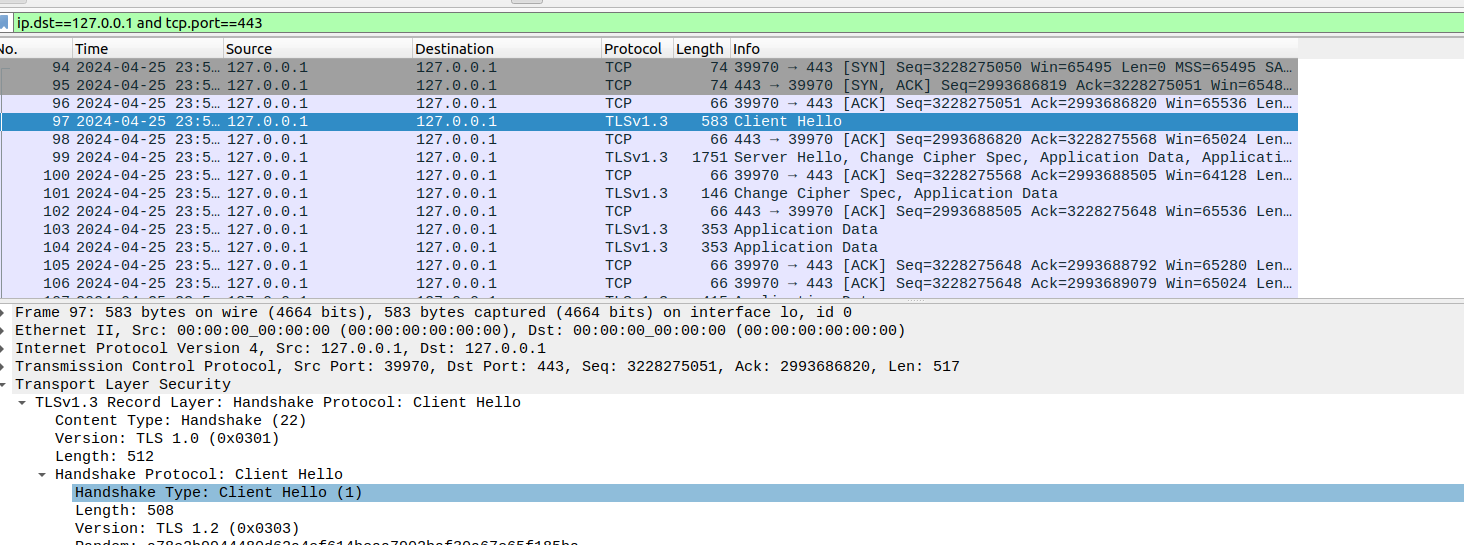 ip.dst==127.0.0.1 and tcp.port==443
No. Time Source Destination Protocol Length Info
94 2024-04-25 23:5… 127.0.0.1 127.0.0.1 TCP 74 39970 → 443 [SYN] Seq=3228275050 Win=65495 Len=0 MSS=65495 SA…
95 2024-04-25 23:5… 127.0.0.1 127.0.0.1 TCP 74 443 → 39970 [SYN, ACK] Seq=2993686819 Ack=3228275051 Win=6548…
96 2024-04-25 23:5… 127.0.0.1 127.0.0.1 TCP 66 39970 → 443 [ACK] Seq=3228275051 Ack=2993686820 Win=65536 Len…
97 2024-04-25 23:5… 127.0.0.1 127.0.0.1 TLSv1.3 583 Client Hello
98 2024-04-25 23:5… 127.0.0.1 127.0.0.1 TCP 66 443 → 39970 [ACK] Seq=2993686820 Ack=3228275568 Win=65024 Len…
99 2024-04-25 23:5… 127.0.0.1 127.0.0.1 TLSv1.3 1751 Server Hello, Change Cipher Spec, Application Data, Applicati…
100 2024-04-25 23:5… 127.0.0.1 127.0.0.1 TCP 66 39970 → 443 [ACK] Seq=3228275568 Ack=2993688505 Win=64128 Len…
101 2024-04-25 23:5… 127.0.0.1 127.0.0.1 TLSv1.3 146 Change Cipher Spec, Application Data
102 2024-04-25 23:5… 127.0.0.1 127.0.0.1 TCP 66 443 → 39970 [ACK] Seq=2993688505 Ack=3228275648 Win=65536 Len…
103 2024-04-25 23:5… 127.0.0.1 127.0.0.1 TLSv1.3 353 Application Data
104 2024-04-25 23:5… 127.0.0.1 127.0.0.1 TLSv1.3 353 Application Data
105 2024-04-25 23:5… 127.0.0.1 127.0.0.1 TCP 66 39970 → 443 [ACK] Seq=3228275648 Ack=2993688792 Win=65280 Len…
106 2024-04-25 23:5… 127.0.0.1 127.0.0.1 TCP 66 39970 → 443 [ACK] Seq=3228275648 Ack=2993689079 Win=65024 Len…
Frame 97: 583 bytes on wire (4664 bits), 583 bytes captured (4664 bits) on interface lo, id 0
Ethernet II, Src: 00:00:00_00:00:00 (00:00:00:00:00:00), Dst: 00:00:00_00:00:00 (00:00:00:00:00:00)
Internet Protocol Version 4, Src: 127.0.0.1, Dst: 127.0.0.1
Transmission Control Protocol, Src Port: 39970, Dst Port: 443, Seq: 3228275051, Ack: 2993686820, Len: 517
Transport Layer Security
TLSv1.3 Record Layer: Handshake Protocol: Client Hello
Content Type: Handshake (22)
Version: TLS 1.0 (0x0301)
Length: 512
Handshake Protocol: Client Hello
Handshake Type: Client Hello (1)
Length: 508
Version: TLS 1.2 (0x0303)